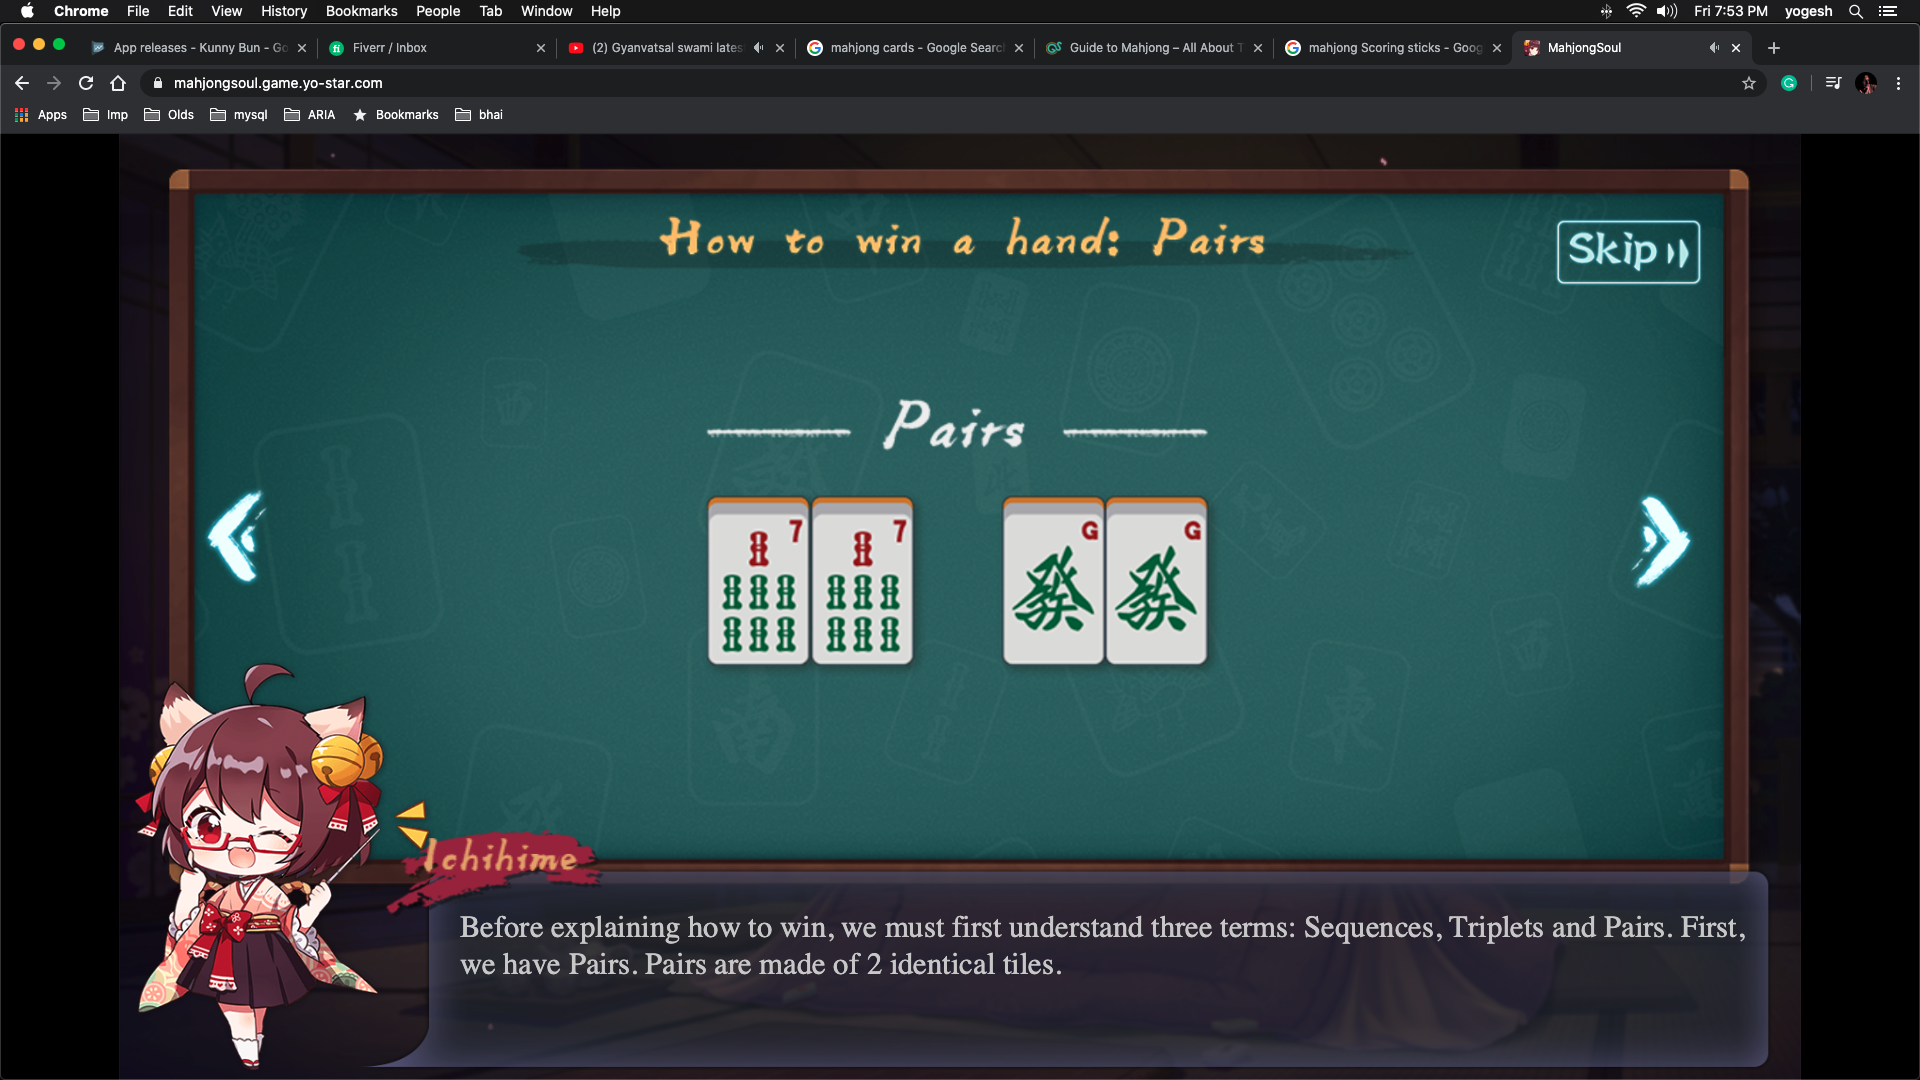 Chrome File Edit View History Bookmarks People Tab Window Help
Fri 7:53 PM yogesh
App releases - Kunny Bun - Go
Fiverr / Inbox
(2) Gyanvatsal swami lates
mahjong cards - Google Searc
Guide to Mahjong – All About T
mahjong Scoring sticks - Goog
MahjongSoul
mahjongsoul.game.yo-star.com
Apps Imp Olds mysql ARIA Bookmarks bhai
How to win a hand: Pairs
Skip
Pairs
7 7 G G
發 發
Ichihime
Before explaining how to win, we must first understand three terms: Sequences, Triplets and Pairs. First,
we have Pairs. Pairs are made of 2 identical tiles.